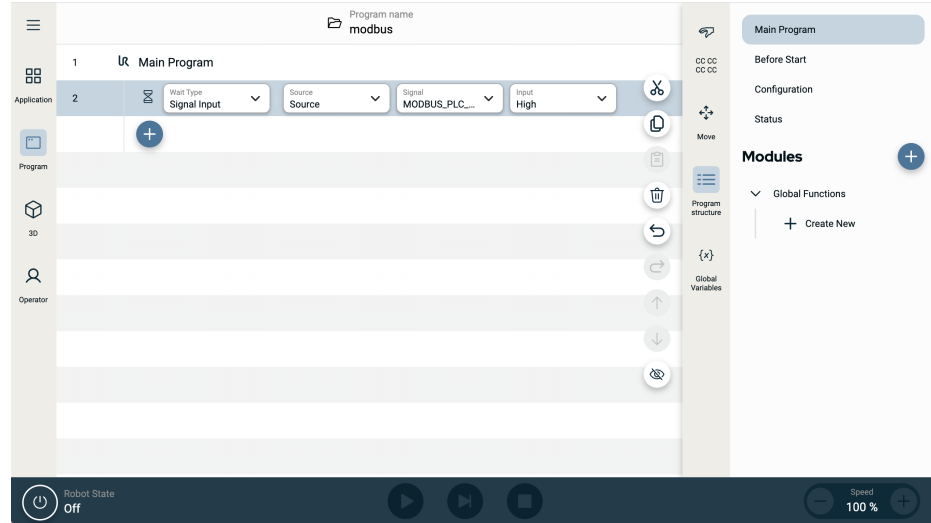 Program name
modbus
Application
Program
3D
Operator
1 Main Program
2 Wait Type Signal Input Source Source Signal MODBUS_PLC_... Input High
CC CC
CC CC
Move
Program
structure
{x}
Global
Variables
Main Program
Before Start
Configuration
Status
Modules
Global Functions
Create New
Robot State
Off
Speed
100 %